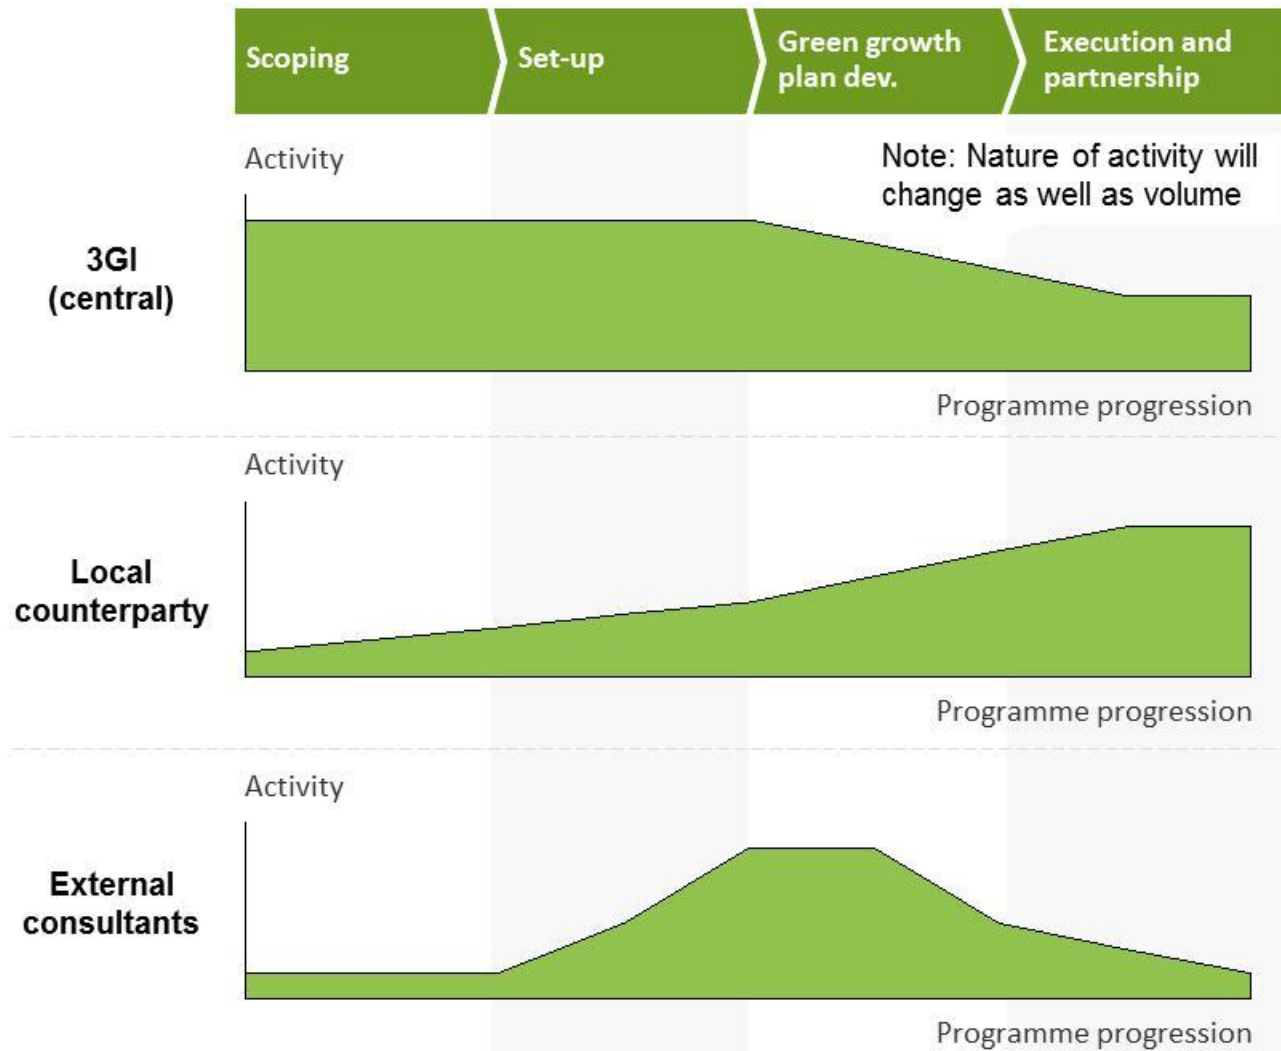 Scoping
Set-up
Green growth
plan dev.
Execution and
partnership
Activity
Note: Nature of activity will
change as well as volume
3GI
(central)
Programme progression
Activity
Local
counterparty
Programme progression
Activity
External
consultants
Programme progression